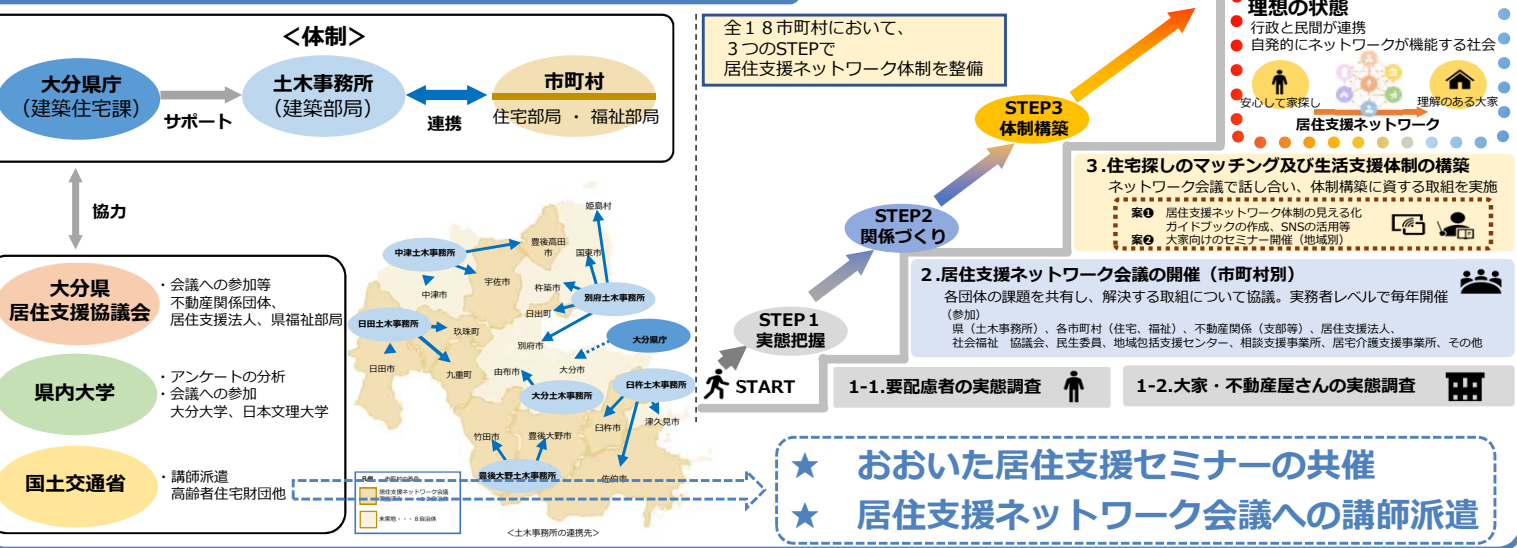 <体制>
大分県庁
(建築住宅課)
サポート
土木事務所
(建築部局)
連携
市町村
住宅部局 ・ 福祉部局
協力
大分県
居住支援協議会
・会議への参加等
不動産関係団体、
居住支援法人、県福祉部局
県内大学
・アンケートの分析
・会議への参加
大分大学、日本文理大学
国土交通省
・講師派遣
高齢者住宅財団他
姫島村
中津土木事務所
豊後高田
市
国東市
宇佐市
中津市
杵築市
別府土木事務所
日出町
日田土木事務所
玖珠町
大分県庁
別府市
日田市
九重町
由布市
大分市
大分土木事務所
臼杵土木事務所
津久見市
臼杵市
竹田市
豊後大野市
豊後大野土木事務所
佐伯市
居住支援ネットワーク会議
未実施・・・8自治体
<土木事務所の連携先>
全18市町村において、
3つのSTEPで
居住支援ネットワーク体制を整備
理想の状態
行政と民間が連携
自発的にネットワークが機能する社会
安心して家探し
理解のある大家
居住支援ネットワーク
STEP3
体制構築
3.住宅探しのマッチング及び生活支援体制の構築
ネットワーク会議で話し合い、体制構築に資する取組を実施
案❶ 居住支援ネットワーク体制の見える化
ガイドブックの作成、SNSの活用等
案❷ 大家向けのセミナー開催(地域別)
STEP2
関係づくり
2.居住支援ネットワーク会議の開催(市町村別)
各団体の課題を共有し、解決する取組について協議。実務者レベルで毎年開催
(参加)
県(土木事務所)、各市町村(住宅、福祉)、不動産関係(支部等)、居住支援法人、
社会福祉 協議会、民生委員、地域包括支援センター、相談支援事業所、居宅介護支援事業所、その他
STEP1
実態把握
START
1-1.要配慮者の実態調査
1-2.大家・不動産屋さんの実態調査
★ おおいた居住支援セミナーの共催
★ 居住支援ネットワーク会議への講師派遣